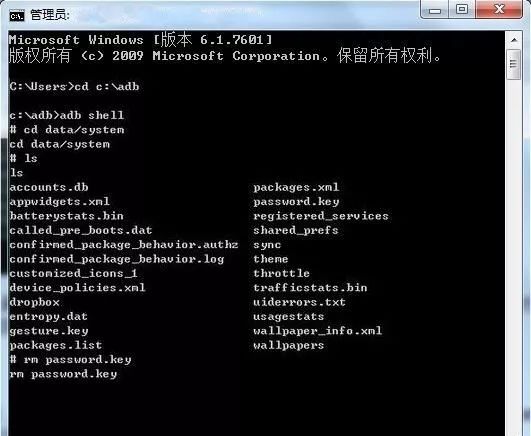 管理员:
Microsoft Windows [版本 6.1.7601]
版权所有 (c) 2009 Microsoft Corporation。保留所有权利。
C:\Users>cd c:\adb
c:\adb>adb shell
# cd data/system
cd data/system
# ls
ls
accounts.db packages.xml
appwidgets.xml password.key
batterystats.bin registered_services
called_pre_boots.dat shared_prefs
confirmed_package_behavior.authz sync
confirmed_package_behavior.log theme
customized_icons_1 throttle
device_policies.xml trafficstats.bin
dropbox uiderrors.txt
entropy.dat usagestats
gesture.key wallpaper_info.xml
packages.list wallpapers
# rm password.key
rm password.key